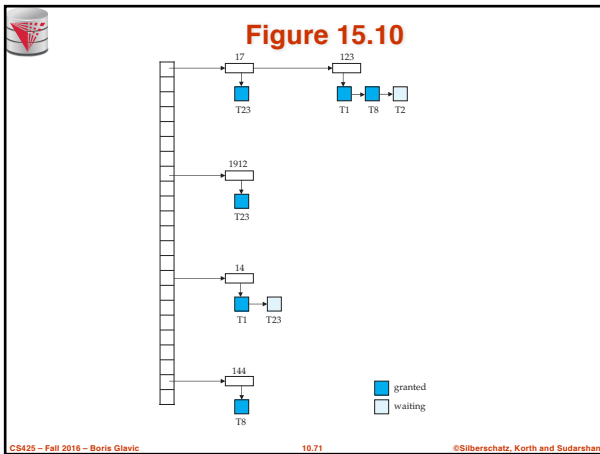 Figure 15.10
17 123
T23 T1 T8 T2
1912
T23
14
T1 T23
144
T8
granted
waiting
CS425 – Fall 2016 – Boris Glavic 10.71 ©Silberschatz, Korth and Sudarshan